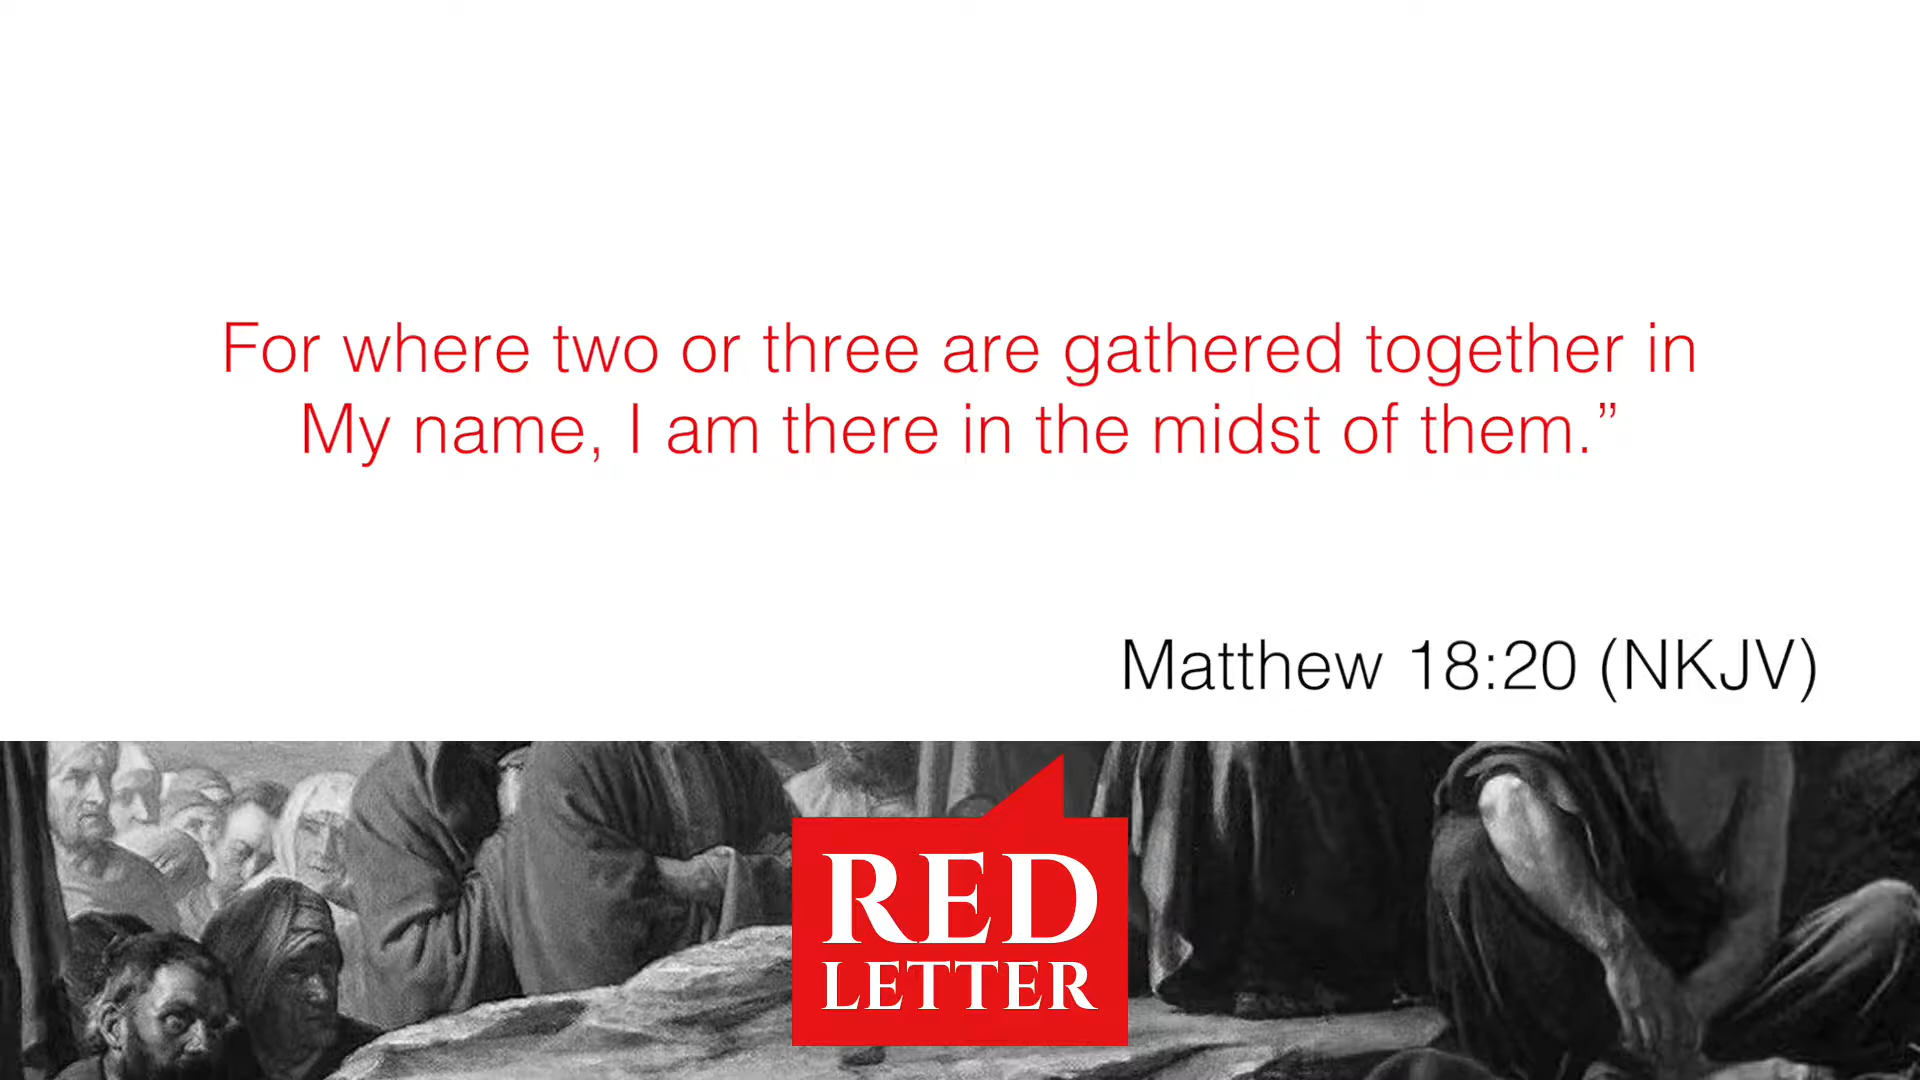 For where two or three are gathered together in
My name, I am there in the midst of them.”
Matthew 18:20 (NKJV)
RED
LETTER